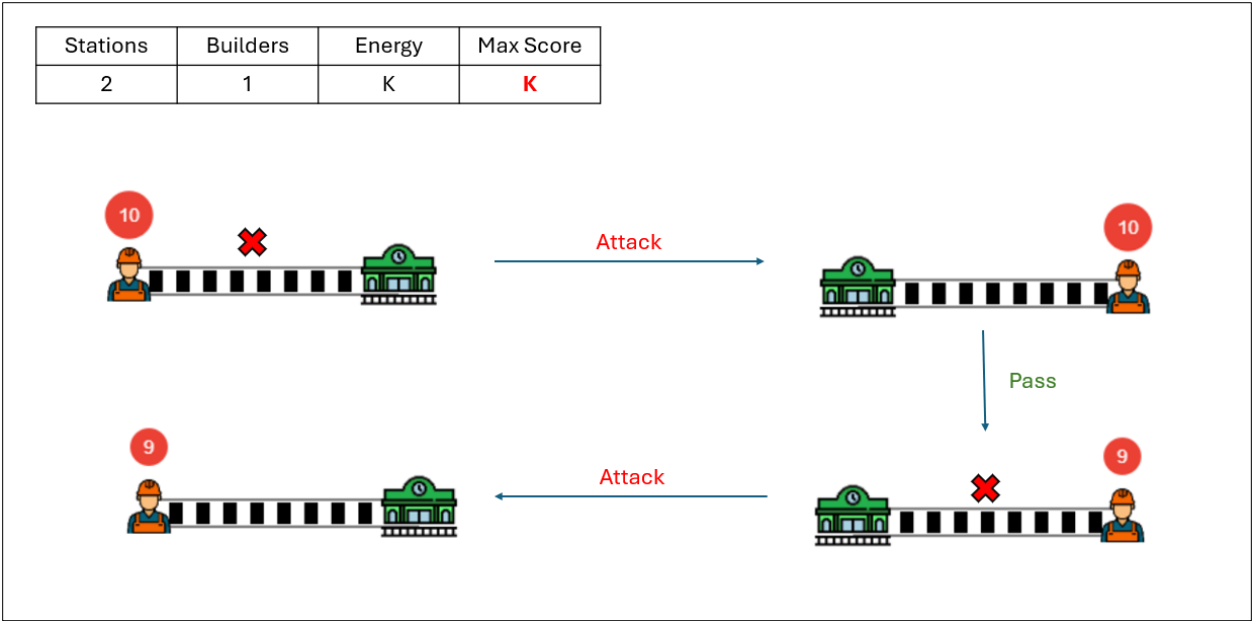 Stations Builders Energy Max Score
2 1 K K
10 Attack 10
Pass
9 Attack 9